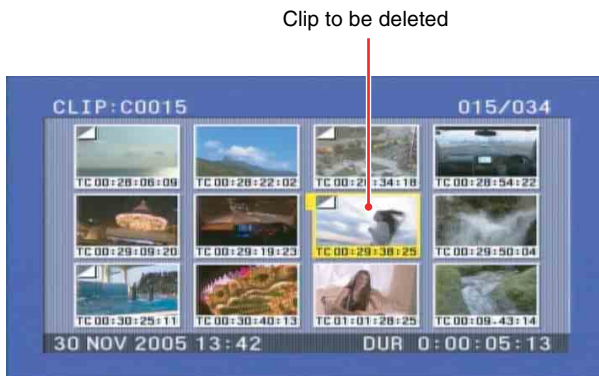 Clip to be deleted
CLIP:C0015 015/034
TC 00:28:06:09 TC 00:28:22:02 TC 00:28:34:18 TC 00:28:54:22
TC 00:29:09:20 TC 00:29:19:23 TC 00:29:38:25 TC 00:29:50:04
TC 00:30:25:11 TC 00:30:40:13 TC 01:01:28:25 TC 00:09:43:14
30 NOV 2005 13:42 DUR 0:00:05:13